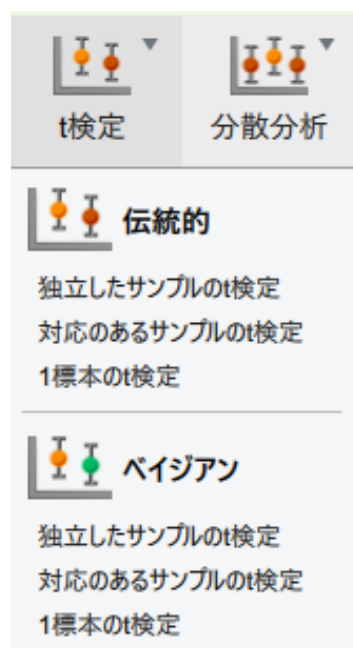 t検定
分散分析
伝統的
独立したサンプルのt検定
対応のあるサンプルのt検定
1標本のt検定
ベイジアン
独立したサンプルのt検定
対応のあるサンプルのt検定
1標本のt検定